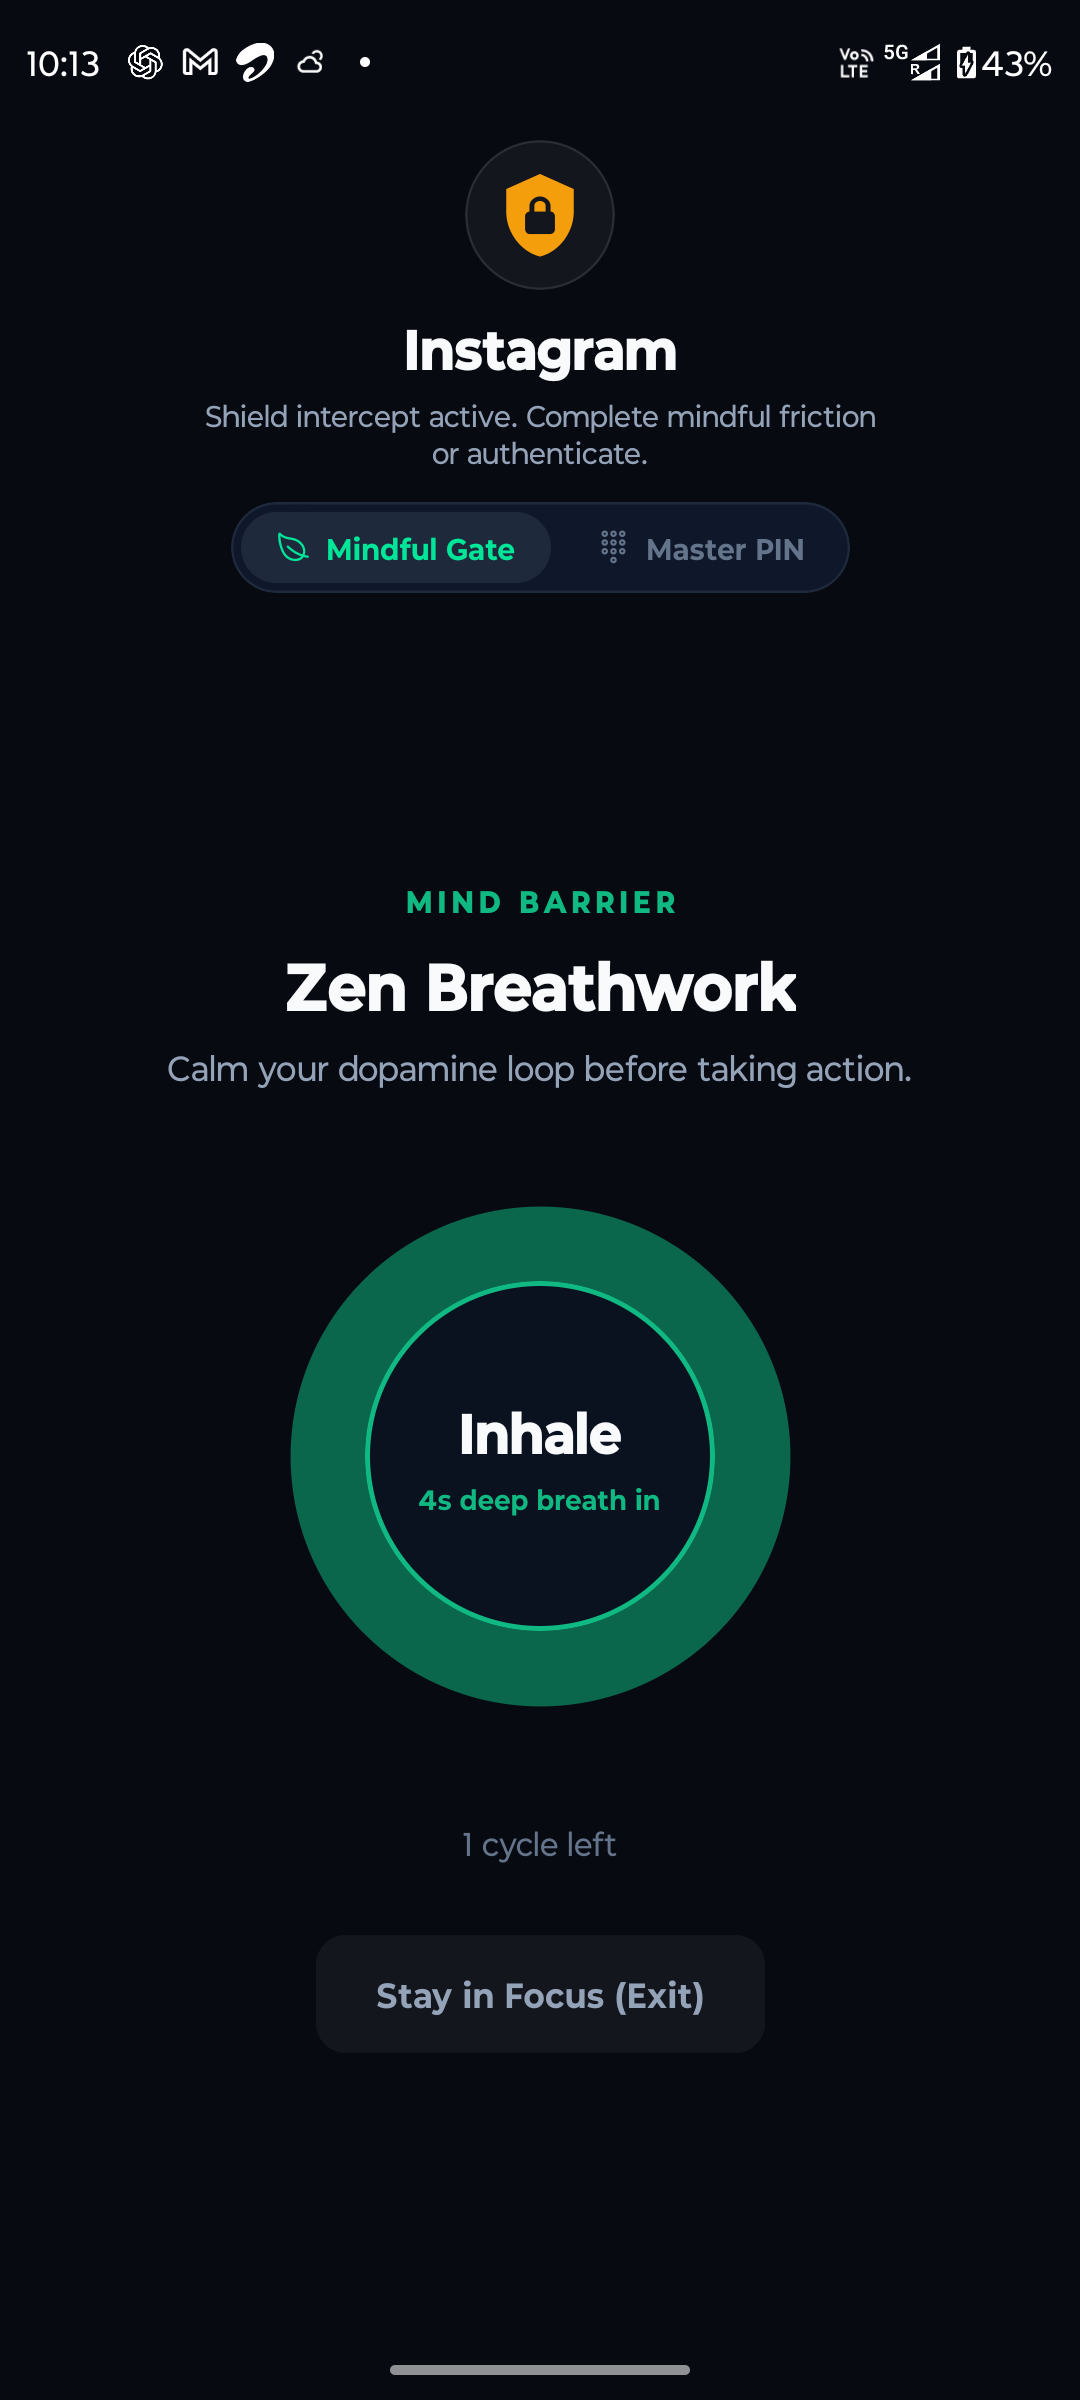 10:13
Vo LTE 5G R 43%
Instagram
Shield intercept active. Complete mindful friction
or authenticate.
Mindful Gate Master PIN
MIND BARRIER
Zen Breathwork
Calm your dopamine loop before taking action.
Inhale
4s deep breath in
1 cycle left
Stay in Focus (Exit)